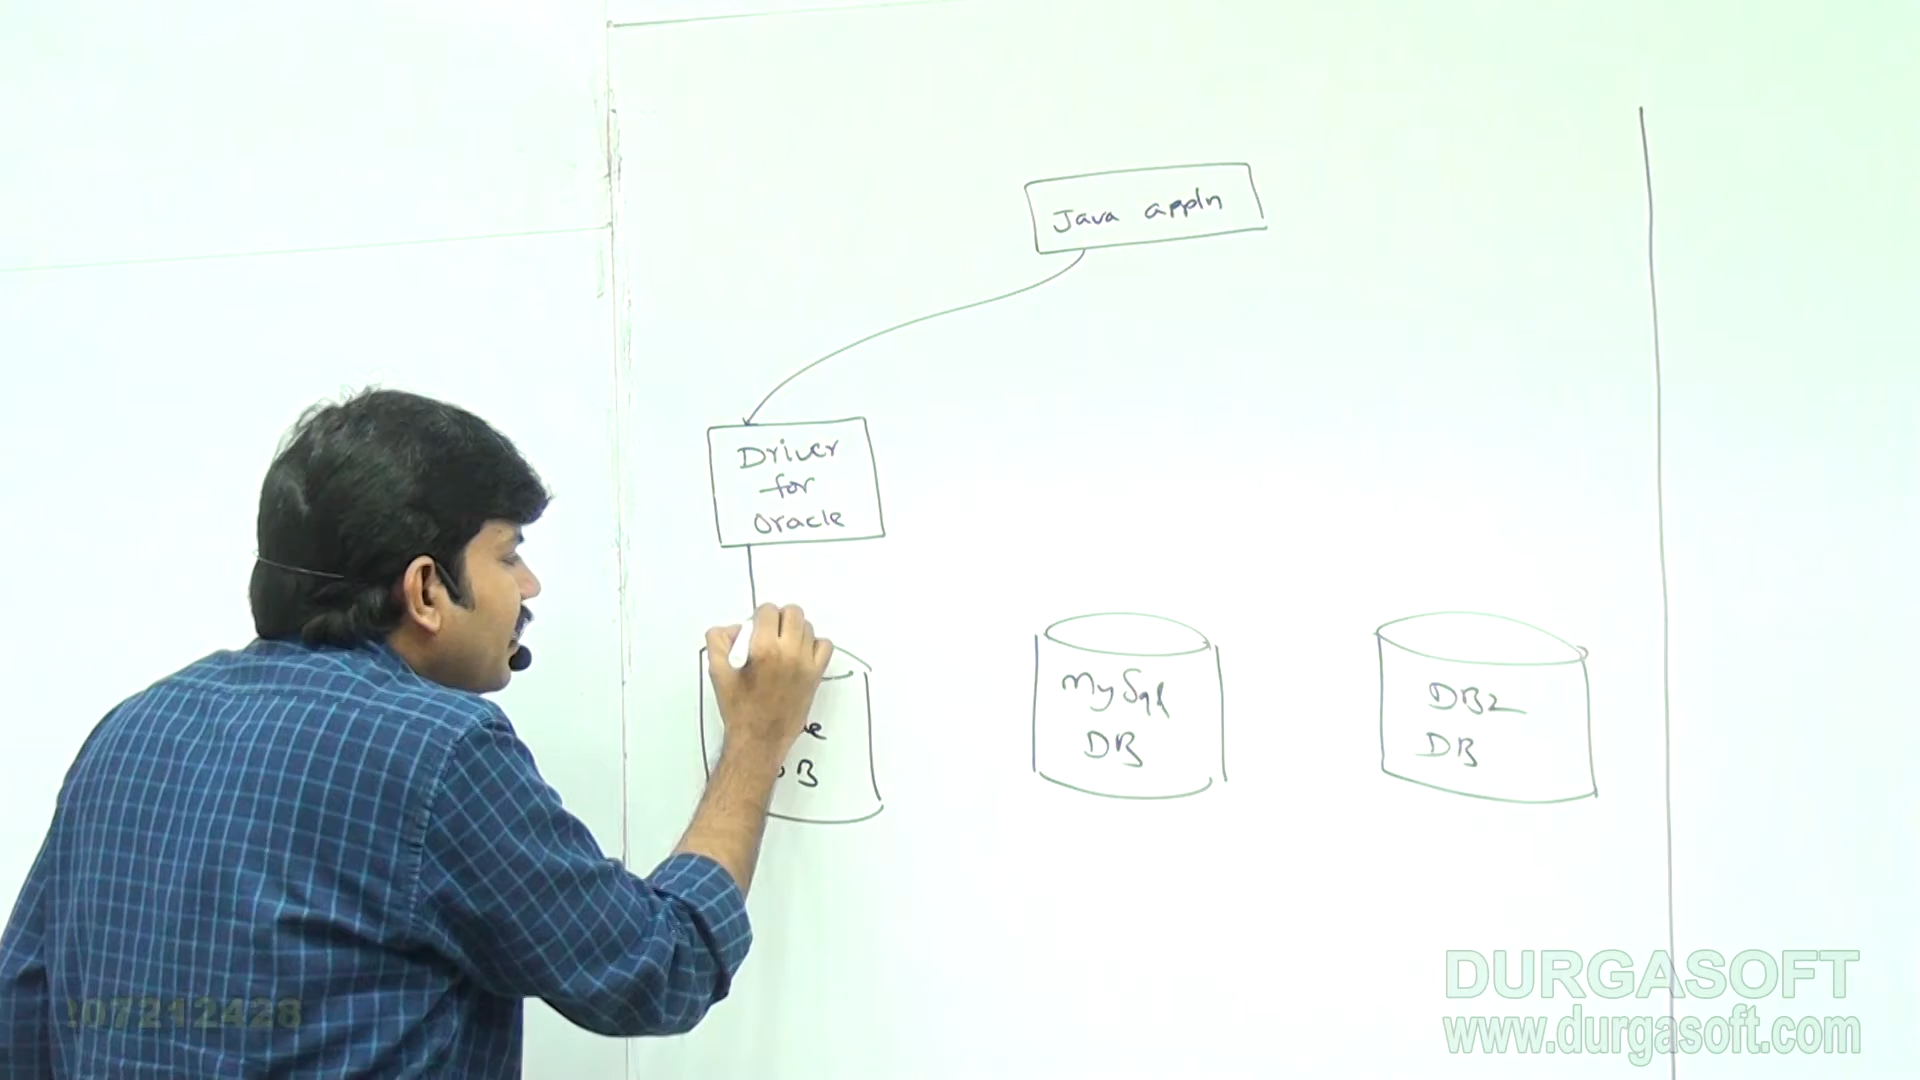 Java appln
Driver
for
Oracle
MySql
DB
DB2
DB
DURGASOFT
www.durgasoft.com